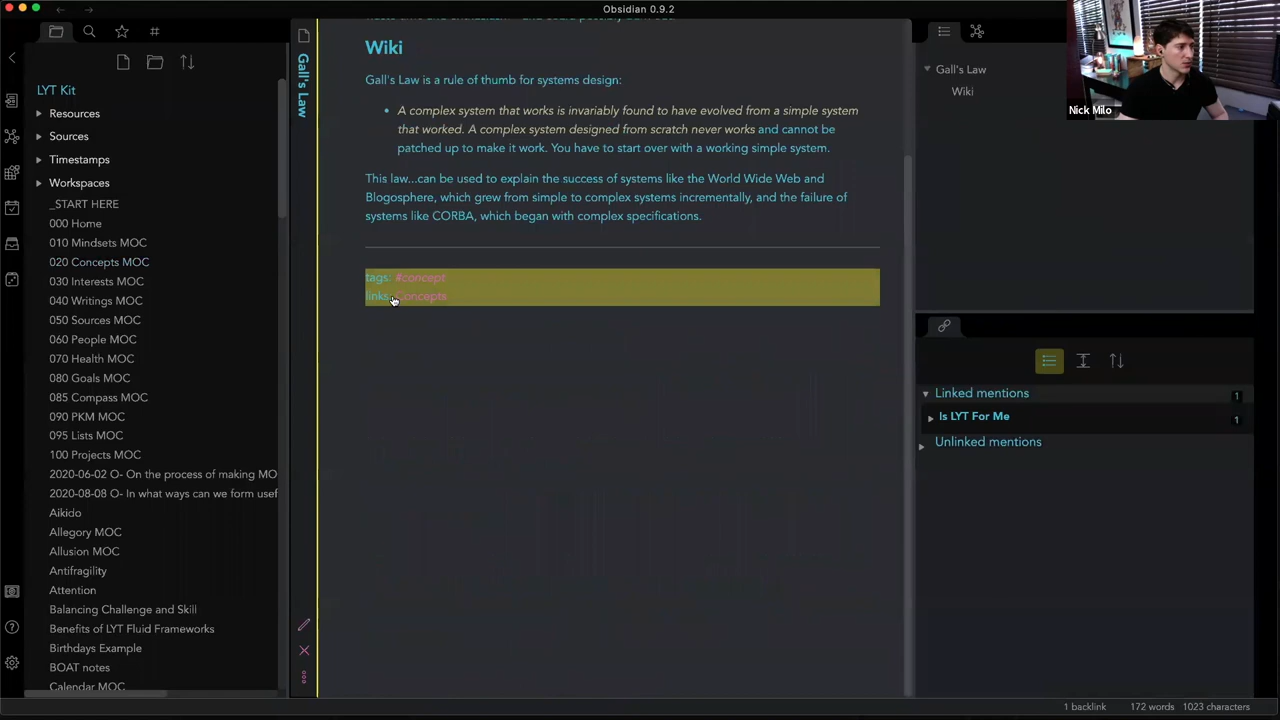 Obsidian 0.9.2
LYT Kit
Resources
Sources
Timestamps
Workspaces
_START HERE
000 Home
010 Mindsets MOC
020 Concepts MOC
030 Interests MOC
040 Writings MOC
050 Sources MOC
060 People MOC
070 Health MOC
080 Goals MOC
085 Compass MOC
090 PKM MOC
095 Lists MOC
100 Projects MOC
2020-06-02 O- On the process of making MO
2020-08-08 O- In what ways can we form usef
Aikido
Allegory MOC
Allusion MOC
Antifragility
Attention
Balancing Challenge and Skill
Benefits of LYT Fluid Frameworks
Birthdays Example
BOAT notes
Calendar MOC
Gall's Law
Wiki
Gall's Law is a rule of thumb for systems design:
• A complex system that works is invariably found to have evolved from a simple system
that worked. A complex system designed from scratch never works and cannot be
patched up to make it work. You have to start over with a working simple system.
This law...can be used to explain the success of systems like the World Wide Web and
Blogosphere, which grew from simple to complex systems incrementally, and the failure of
systems like CORBA, which began with complex specifications.
tags: #concept
links: Concepts
Gall's Law
Wiki
Nick Milo
Linked mentions 1
Is LYT For Me 1
Unlinked mentions
1 backlink 172 words 1023 characters